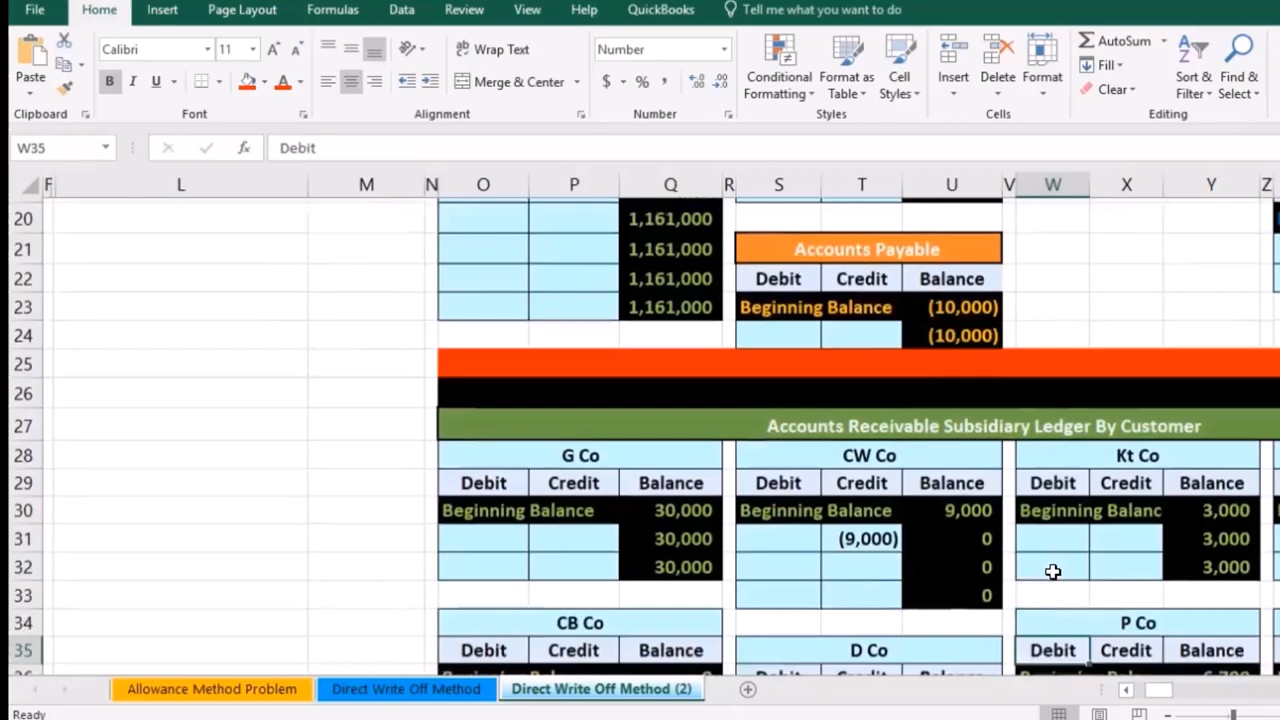 File Home Insert Page Layout Formulas Data Review View Help QuickBooks Tell me what you want to do
Calibri 11 A A Wrap Text Number AutoSum
Paste B I U A Merge & Center $ % , Conditional Formatting Format as Table Cell Styles Insert Delete Format Fill Clear Sort & Filter Find & Select
Clipboard Font Alignment Number Styles Cells Editing
W35 fx Debit
F L M N O P Q R S T U V W X Y Z
20 1,161,000
21 1,161,000 Accounts Payable
22 1,161,000 Debit Credit Balance
23 1,161,000 Beginning Balance (10,000)
24 (10,000)
25
26
27 Accounts Receivable Subsidiary Ledger By Customer
28 G Co CW Co Kt Co
29 Debit Credit Balance Debit Credit Balance Debit Credit Balance
30 Beginning Balance 30,000 Beginning Balance 9,000 Beginning Balanc 3,000
31 30,000 (9,000) 0 3,000
32 30,000 0 3,000
33 0
34 CB Co P Co
35 Debit Credit Balance D Co Debit Credit Balance
Allowance Method Problem Direct Write Off Method Direct Write Off Method (2)
Ready